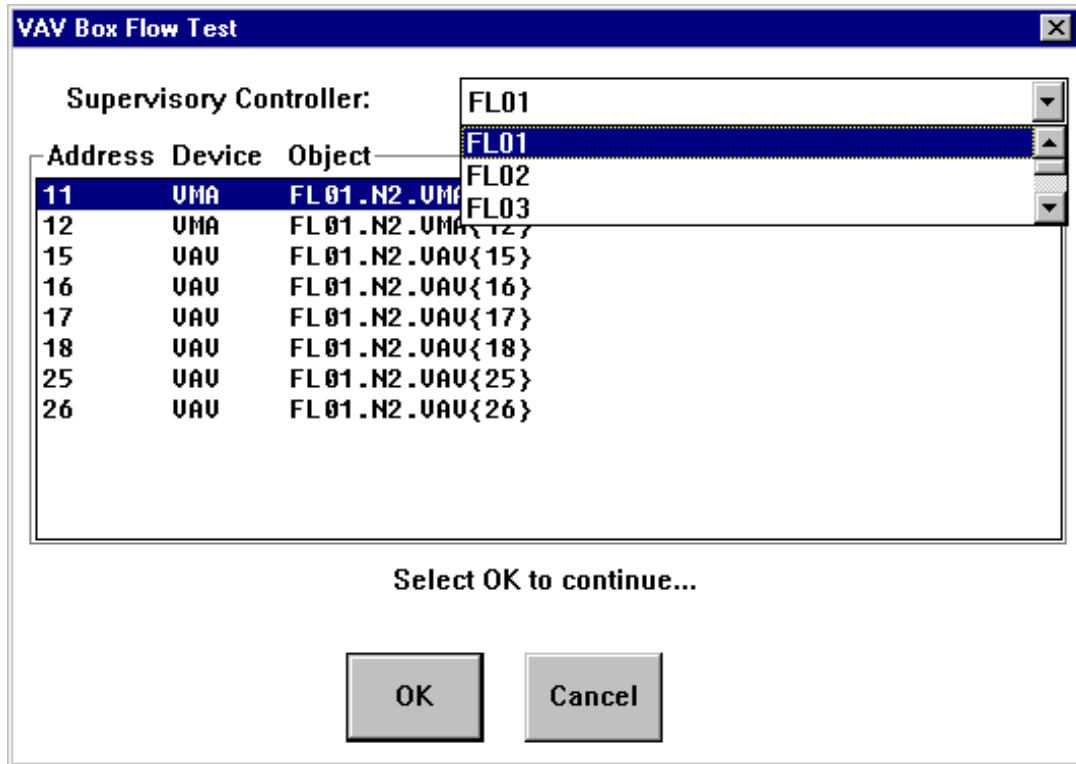 VAV Box Flow Test
Supervisory Controller: FL01
FL01
FL02
FL03
Address Device Object
11 VMA FL01.N2.VMA
12 VMA FL01.N2.VMA{12}
15 VAV FL01.N2.VAV{15}
16 VAV FL01.N2.VAV{16}
17 VAV FL01.N2.VAV{17}
18 VAV FL01.N2.VAV{18}
25 VAV FL01.N2.VAV{25}
26 VAV FL01.N2.VAV{26}
Select OK to continue...
OK Cancel